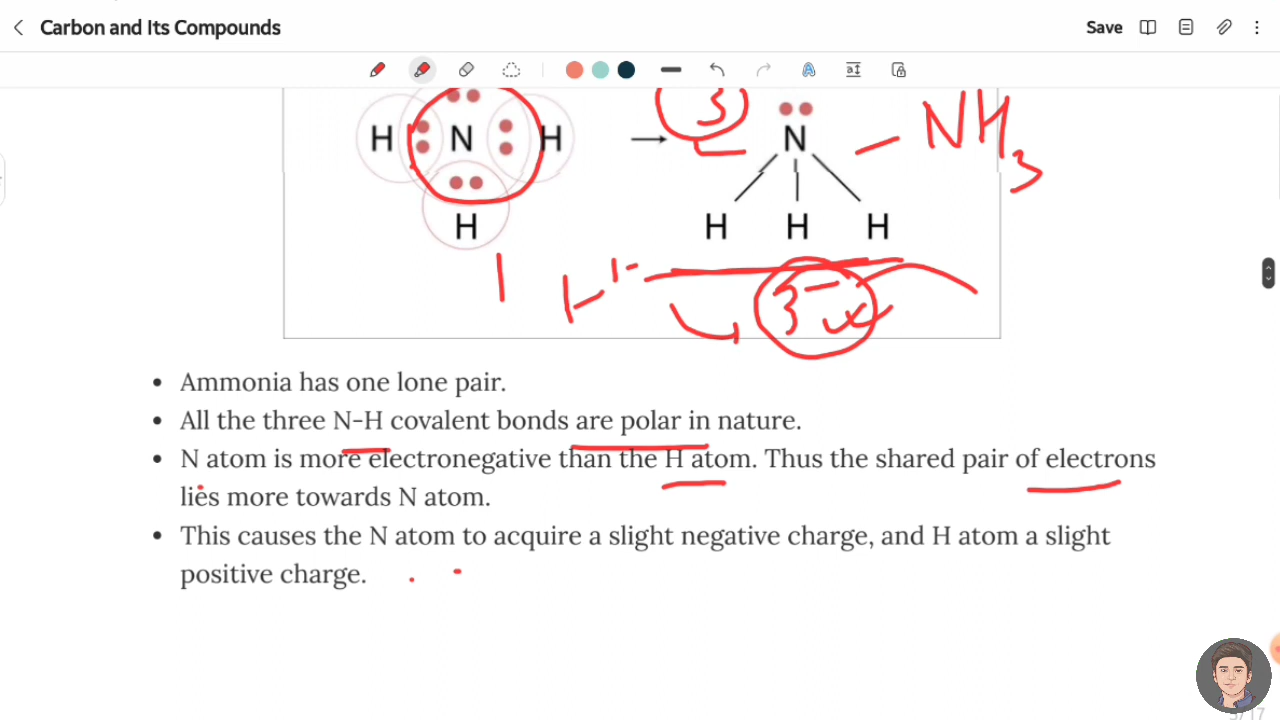 Carbon and Its Compounds
Save
3
H N H
N
NH3
H
H H H
3
• Ammonia has one lone pair.
• All the three N-H covalent bonds are polar in nature.
• N atom is more electronegative than the H atom. Thus the shared pair of electrons
lies more towards N atom.
• This causes the N atom to acquire a slight negative charge, and H atom a slight
positive charge.